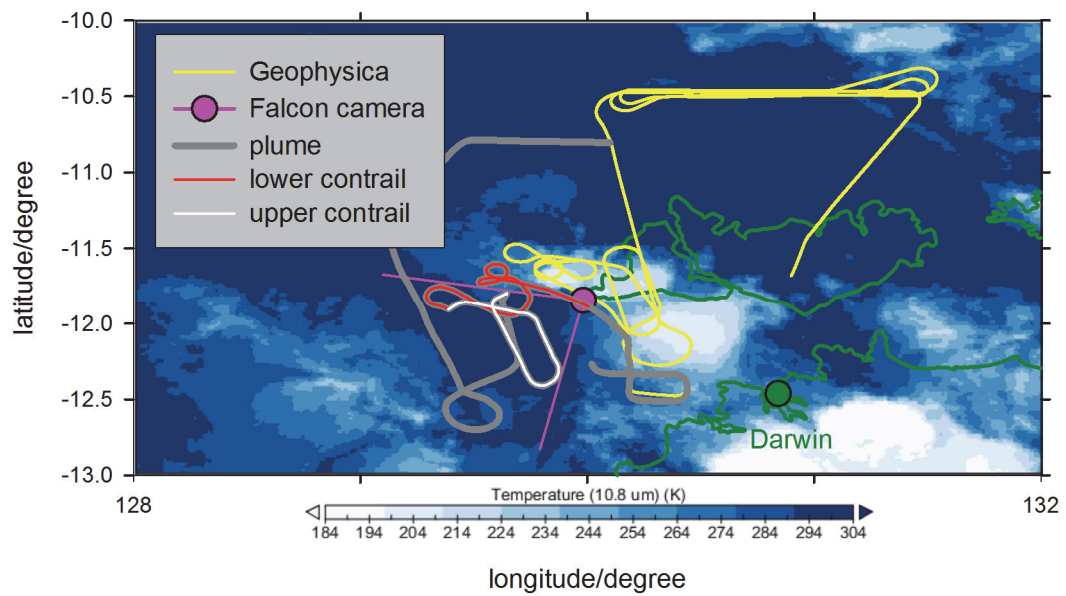 -10.0
-10.5
-11.0
-11.5
-12.0
-12.5
-13.0
latitude/degree
Geophysica
Falcon camera
plume
lower contrail
upper contrail
Darwin
128
132
Temperature (10.8 um) (K)
184 194 204 214 224 234 244 254 264 274 284 294 304
longitude/degree